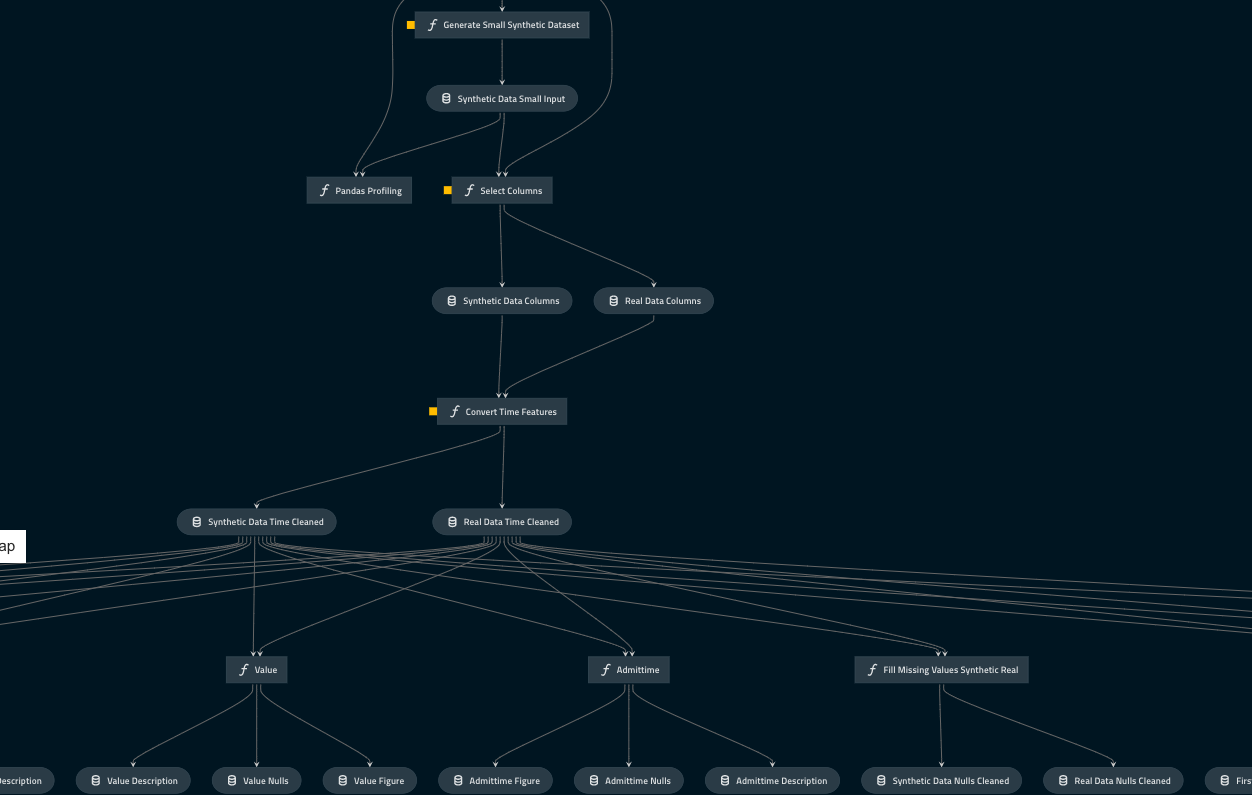 Generate Small Synthetic Dataset
Synthetic Data Small Input
Pandas Profiling
Select Columns
Synthetic Data Columns
Real Data Columns
Convert Time Features
Synthetic Data Time Cleaned
Real Data Time Cleaned
ap
Value
Admittime
Fill Missing Values Synthetic Real
Description
Value Description
Value Nulls
Value Figure
Admittime Figure
Admittime Nulls
Admittime Description
Synthetic Data Nulls Cleaned
Real Data Nulls Cleaned
Firs